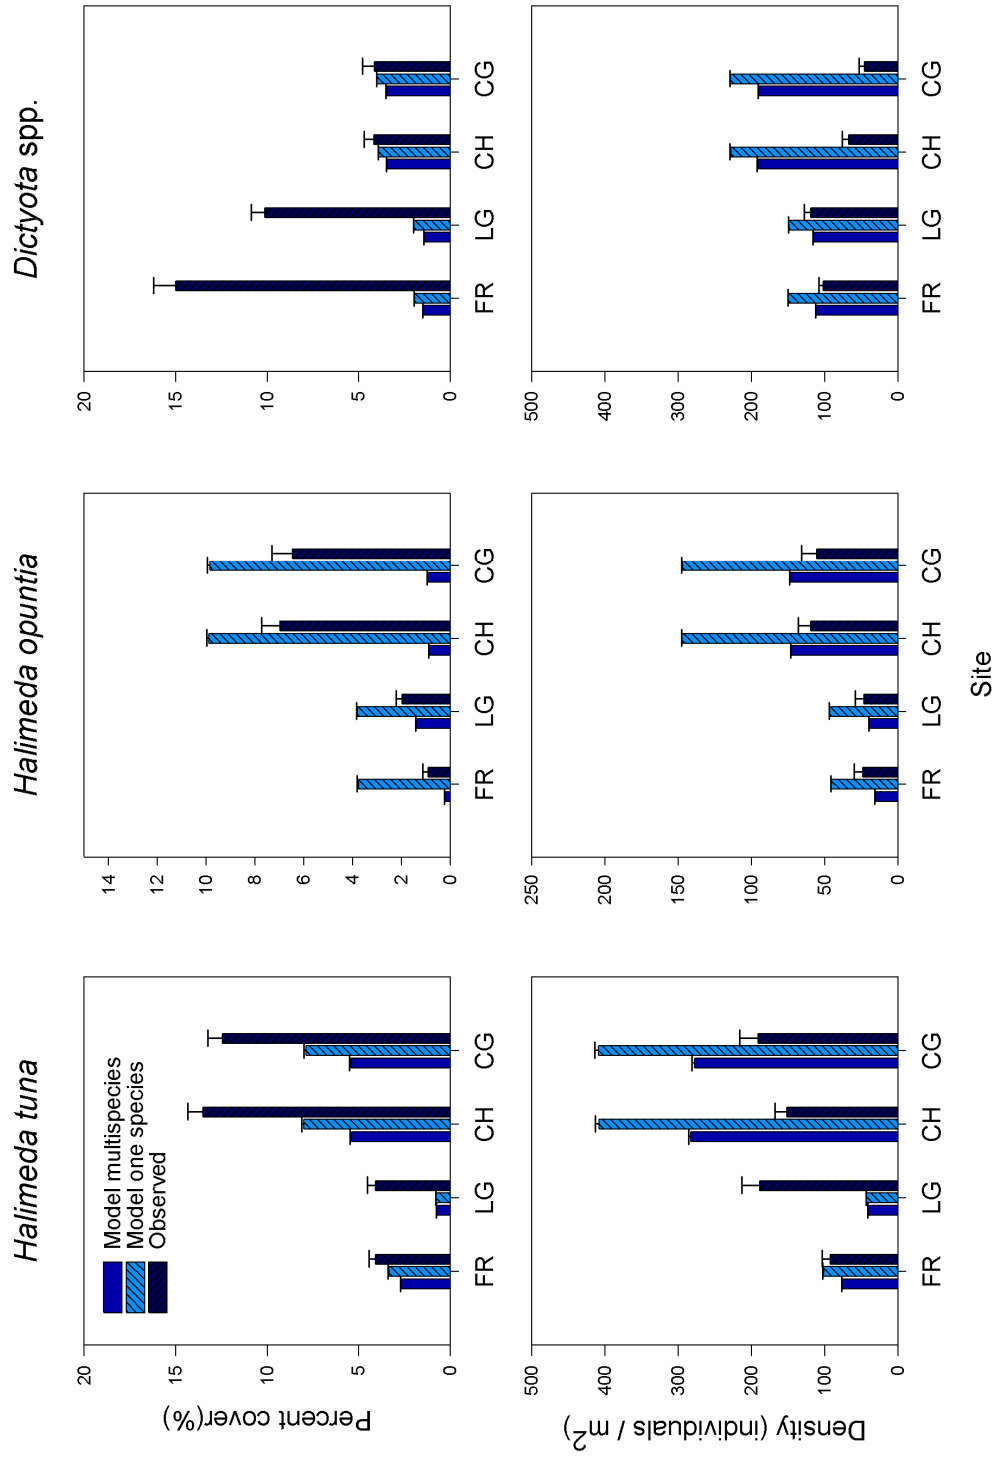 Halimeda tuna
Halimeda opuntia
Dictyota spp.
Model multispecies
Model one species
Observed
Percent cover(%)
20
15
10
5
0
FR LG CH CG
14
12
10
8
6
4
2
0
FR LG CH CG
20
15
10
5
0
FR LG CH CG
Density (individuals / m2)
500
400
300
200
100
0
FR LG CH CG
250
200
150
100
50
0
FR LG CH CG
500
400
300
200
100
0
FR LG CH CG
Site